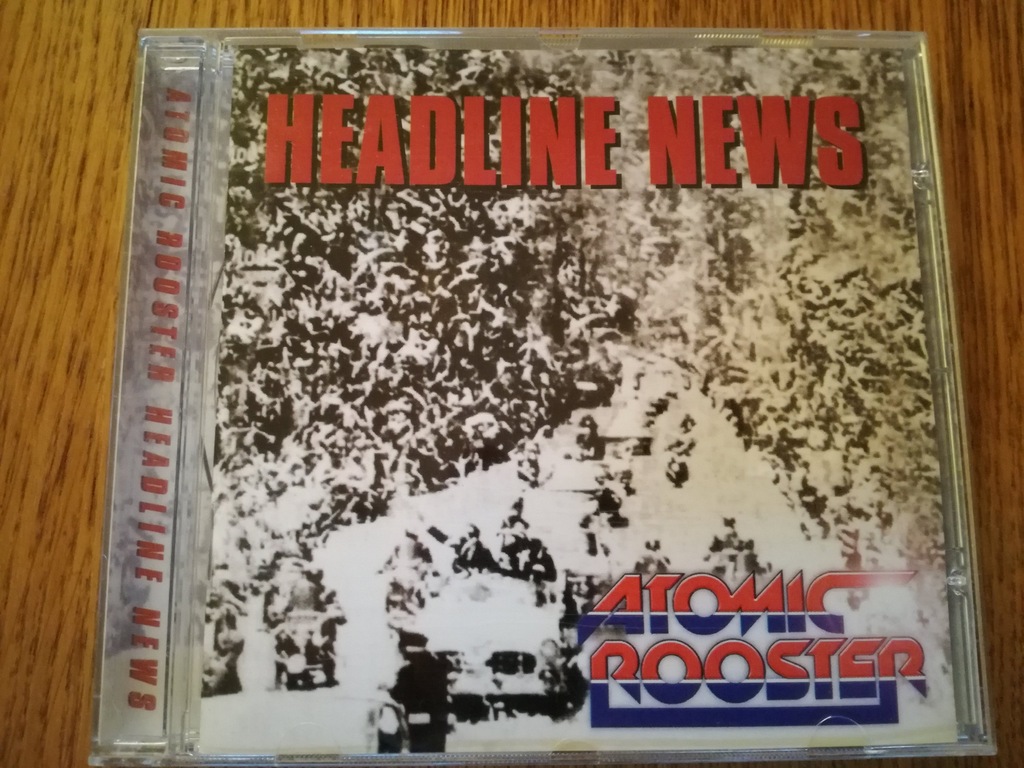 HEADLINE NEWS
ATOMIC
ROOSTER
ATOMIC ROOSTER HEADLINE NEWS